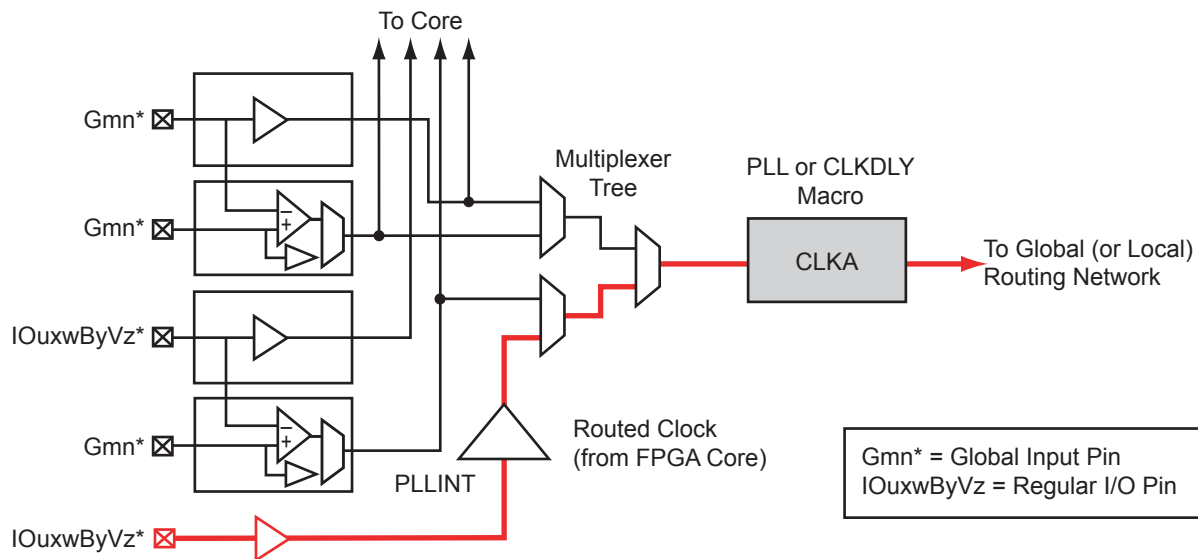 To Core
Gmn*
Multiplexer
Tree
PLL or CLKDLY
Macro
Gmn*
−
+
CLKA
To Global (or Local)
Routing Network
IOuxwByVz*
Gmn*
−
+
Routed Clock
(from FPGA Core)
PLLINT
Gmn* = Global Input Pin
IOuxwByVz = Regular I/O Pin
IOuxwByVz*